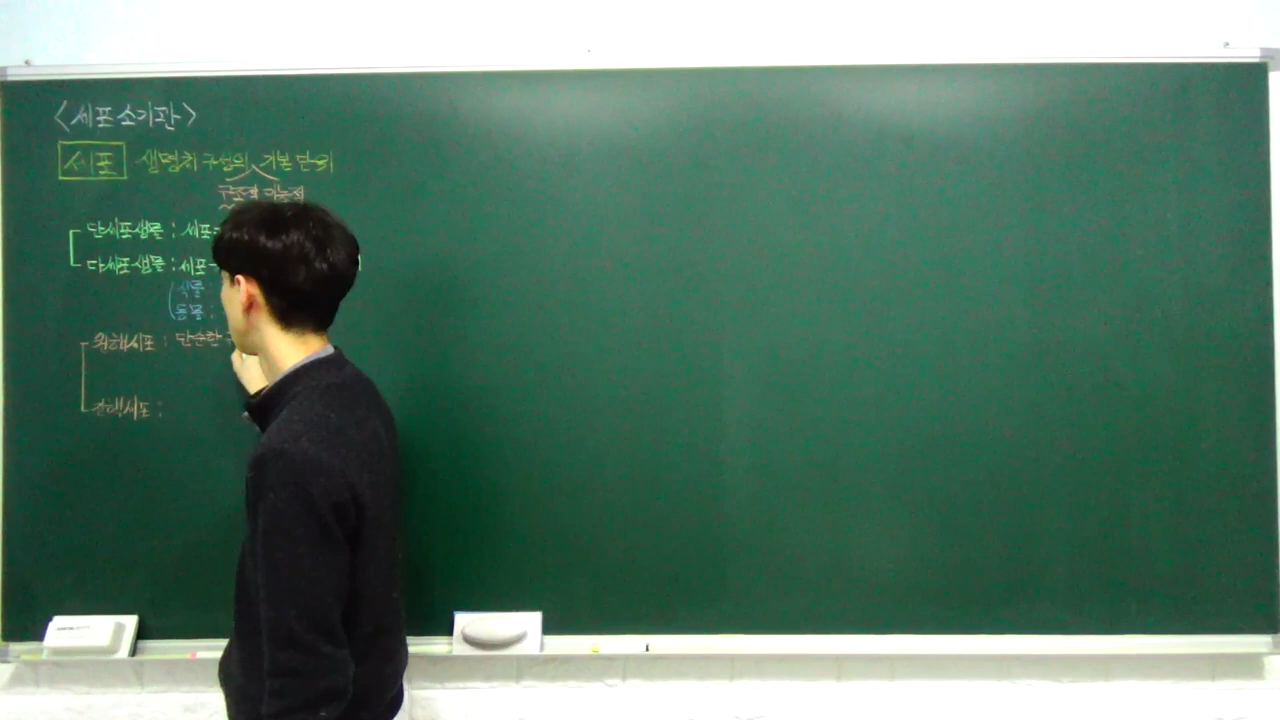 <세포 소기관>
세포 생명체 구성의 기본 단위
구조적 기능적
단세포생물 : 세포
다세포생물 : 세포
식물
동물 :
원핵세포 : 단순한
진핵세포 :